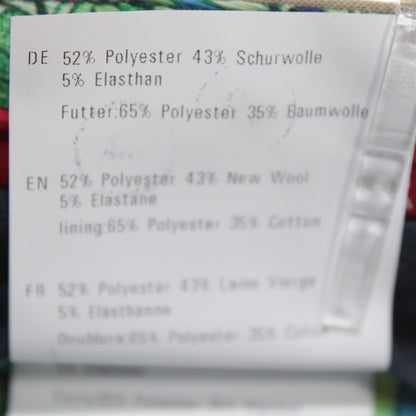 DE 52% Polyester 43% Schurwolle
5% Elasthan
Futter:65% Polyester 35% Baumwolle
EN 52% Polyester 43% New Wool
5% Elastane
lining:65% Polyester 35% Cotton
FR 52% Polyester 43% Laine Vierge
5% Elasthanne
Doublure:65% Polyester 35% Coton